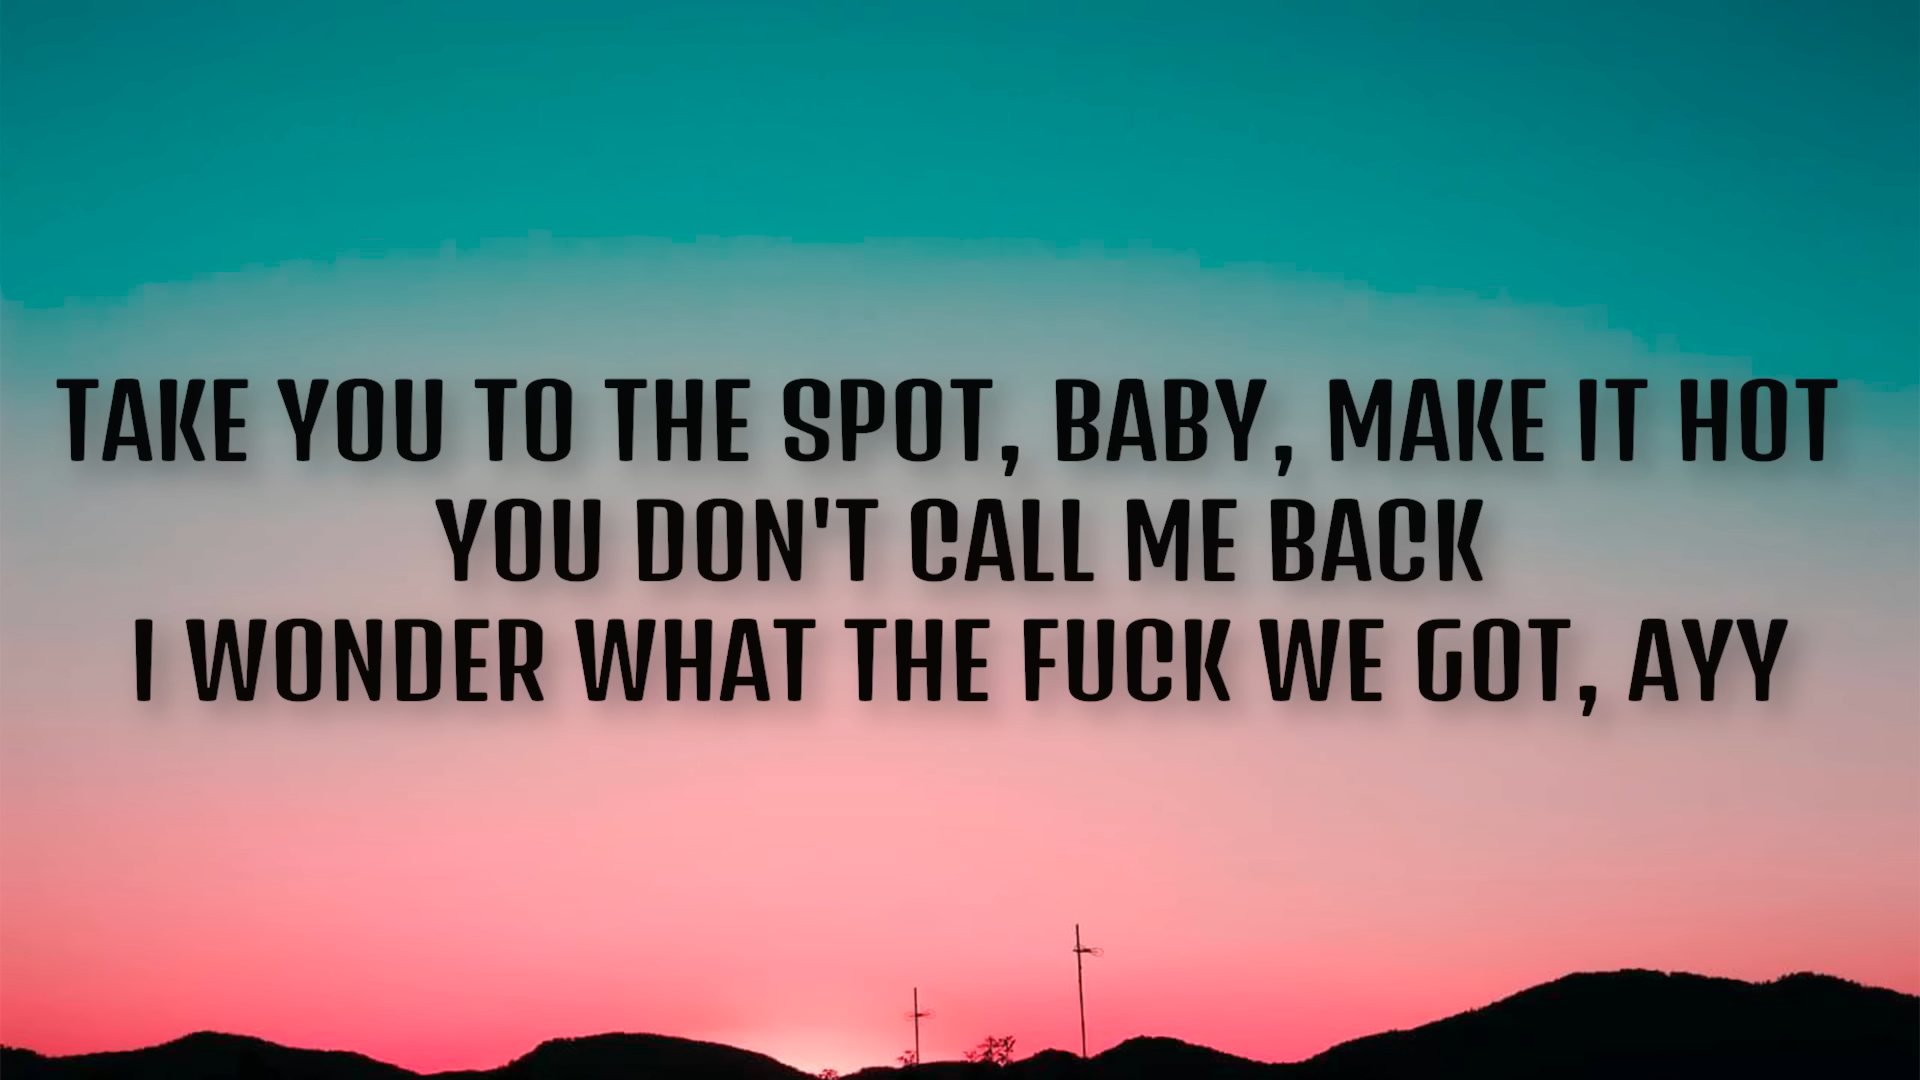 TAKE YOU TO THE SPOT, BABY, MAKE IT HOT
YOU DON'T CALL ME BACK
I WONDER WHAT THE FUCK WE GOT, AYY